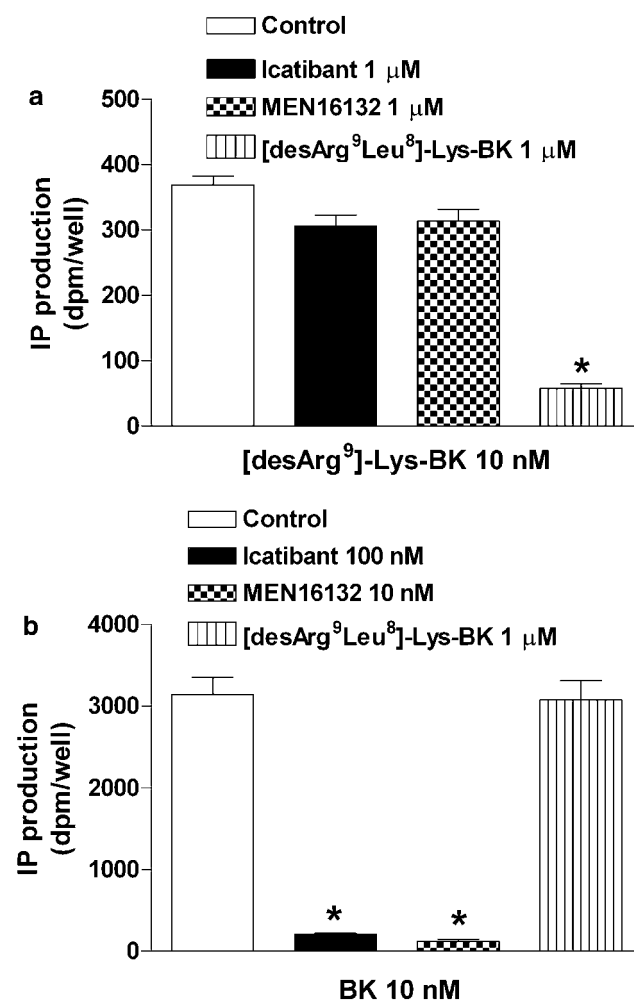 Control
Icatibant 1 µM
MEN16132 1 µM
[desArg⁹Leu⁸]-Lys-BK 1 µM
a
500
400
300
200
100
0
IP production
(dpm/well)
*
[desArg⁹]-Lys-BK 10 nM
Control
Icatibant 100 nM
MEN16132 10 nM
[desArg⁹Leu⁸]-Lys-BK 1 µM
b
4000
3000
2000
1000
0
IP production
(dpm/well)
* *
BK 10 nM